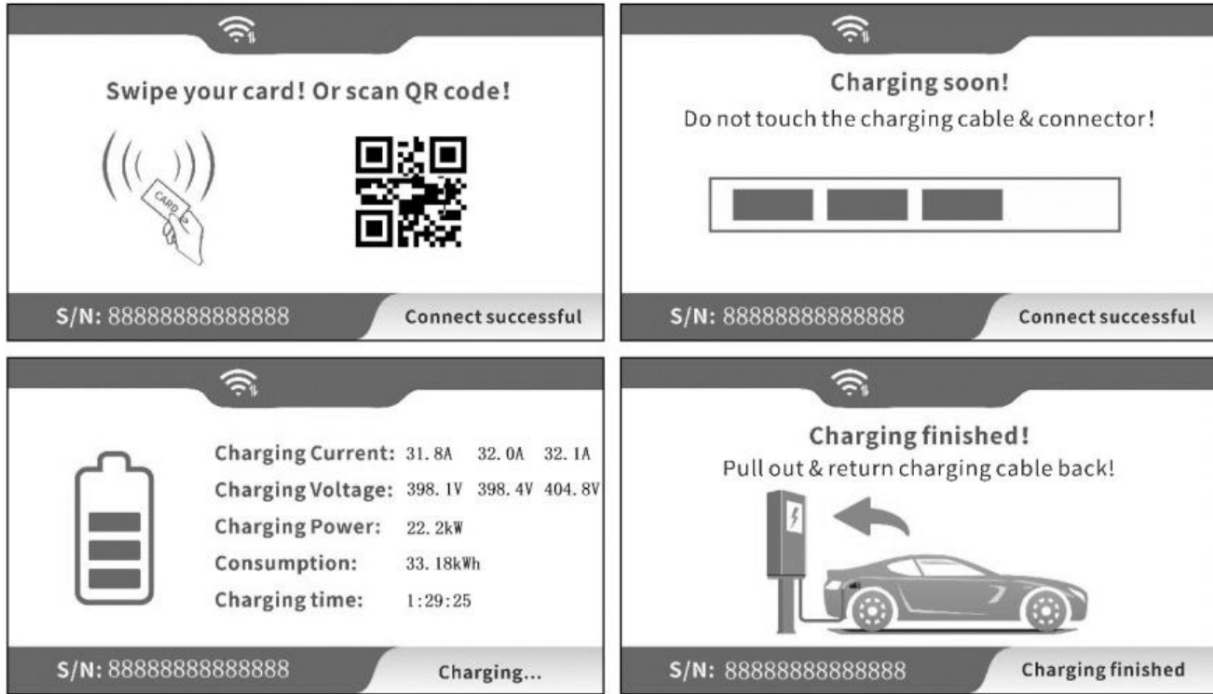 Swipe your card! Or scan QR code!
CARD
S/N: 88888888888888
Connect successful
Charging soon!
Do not touch the charging cable & connector!
S/N: 88888888888888
Connect successful
Charging Current: 31.8A 32.0A 32.1A
Charging Voltage: 398.1V 398.4V 404.8V
Charging Power: 22.2kW
Consumption: 33.18kWh
Charging time: 1:29:25
S/N: 88888888888888
Charging...
Charging finished!
Pull out & return charging cable back!
S/N: 88888888888888
Charging finished